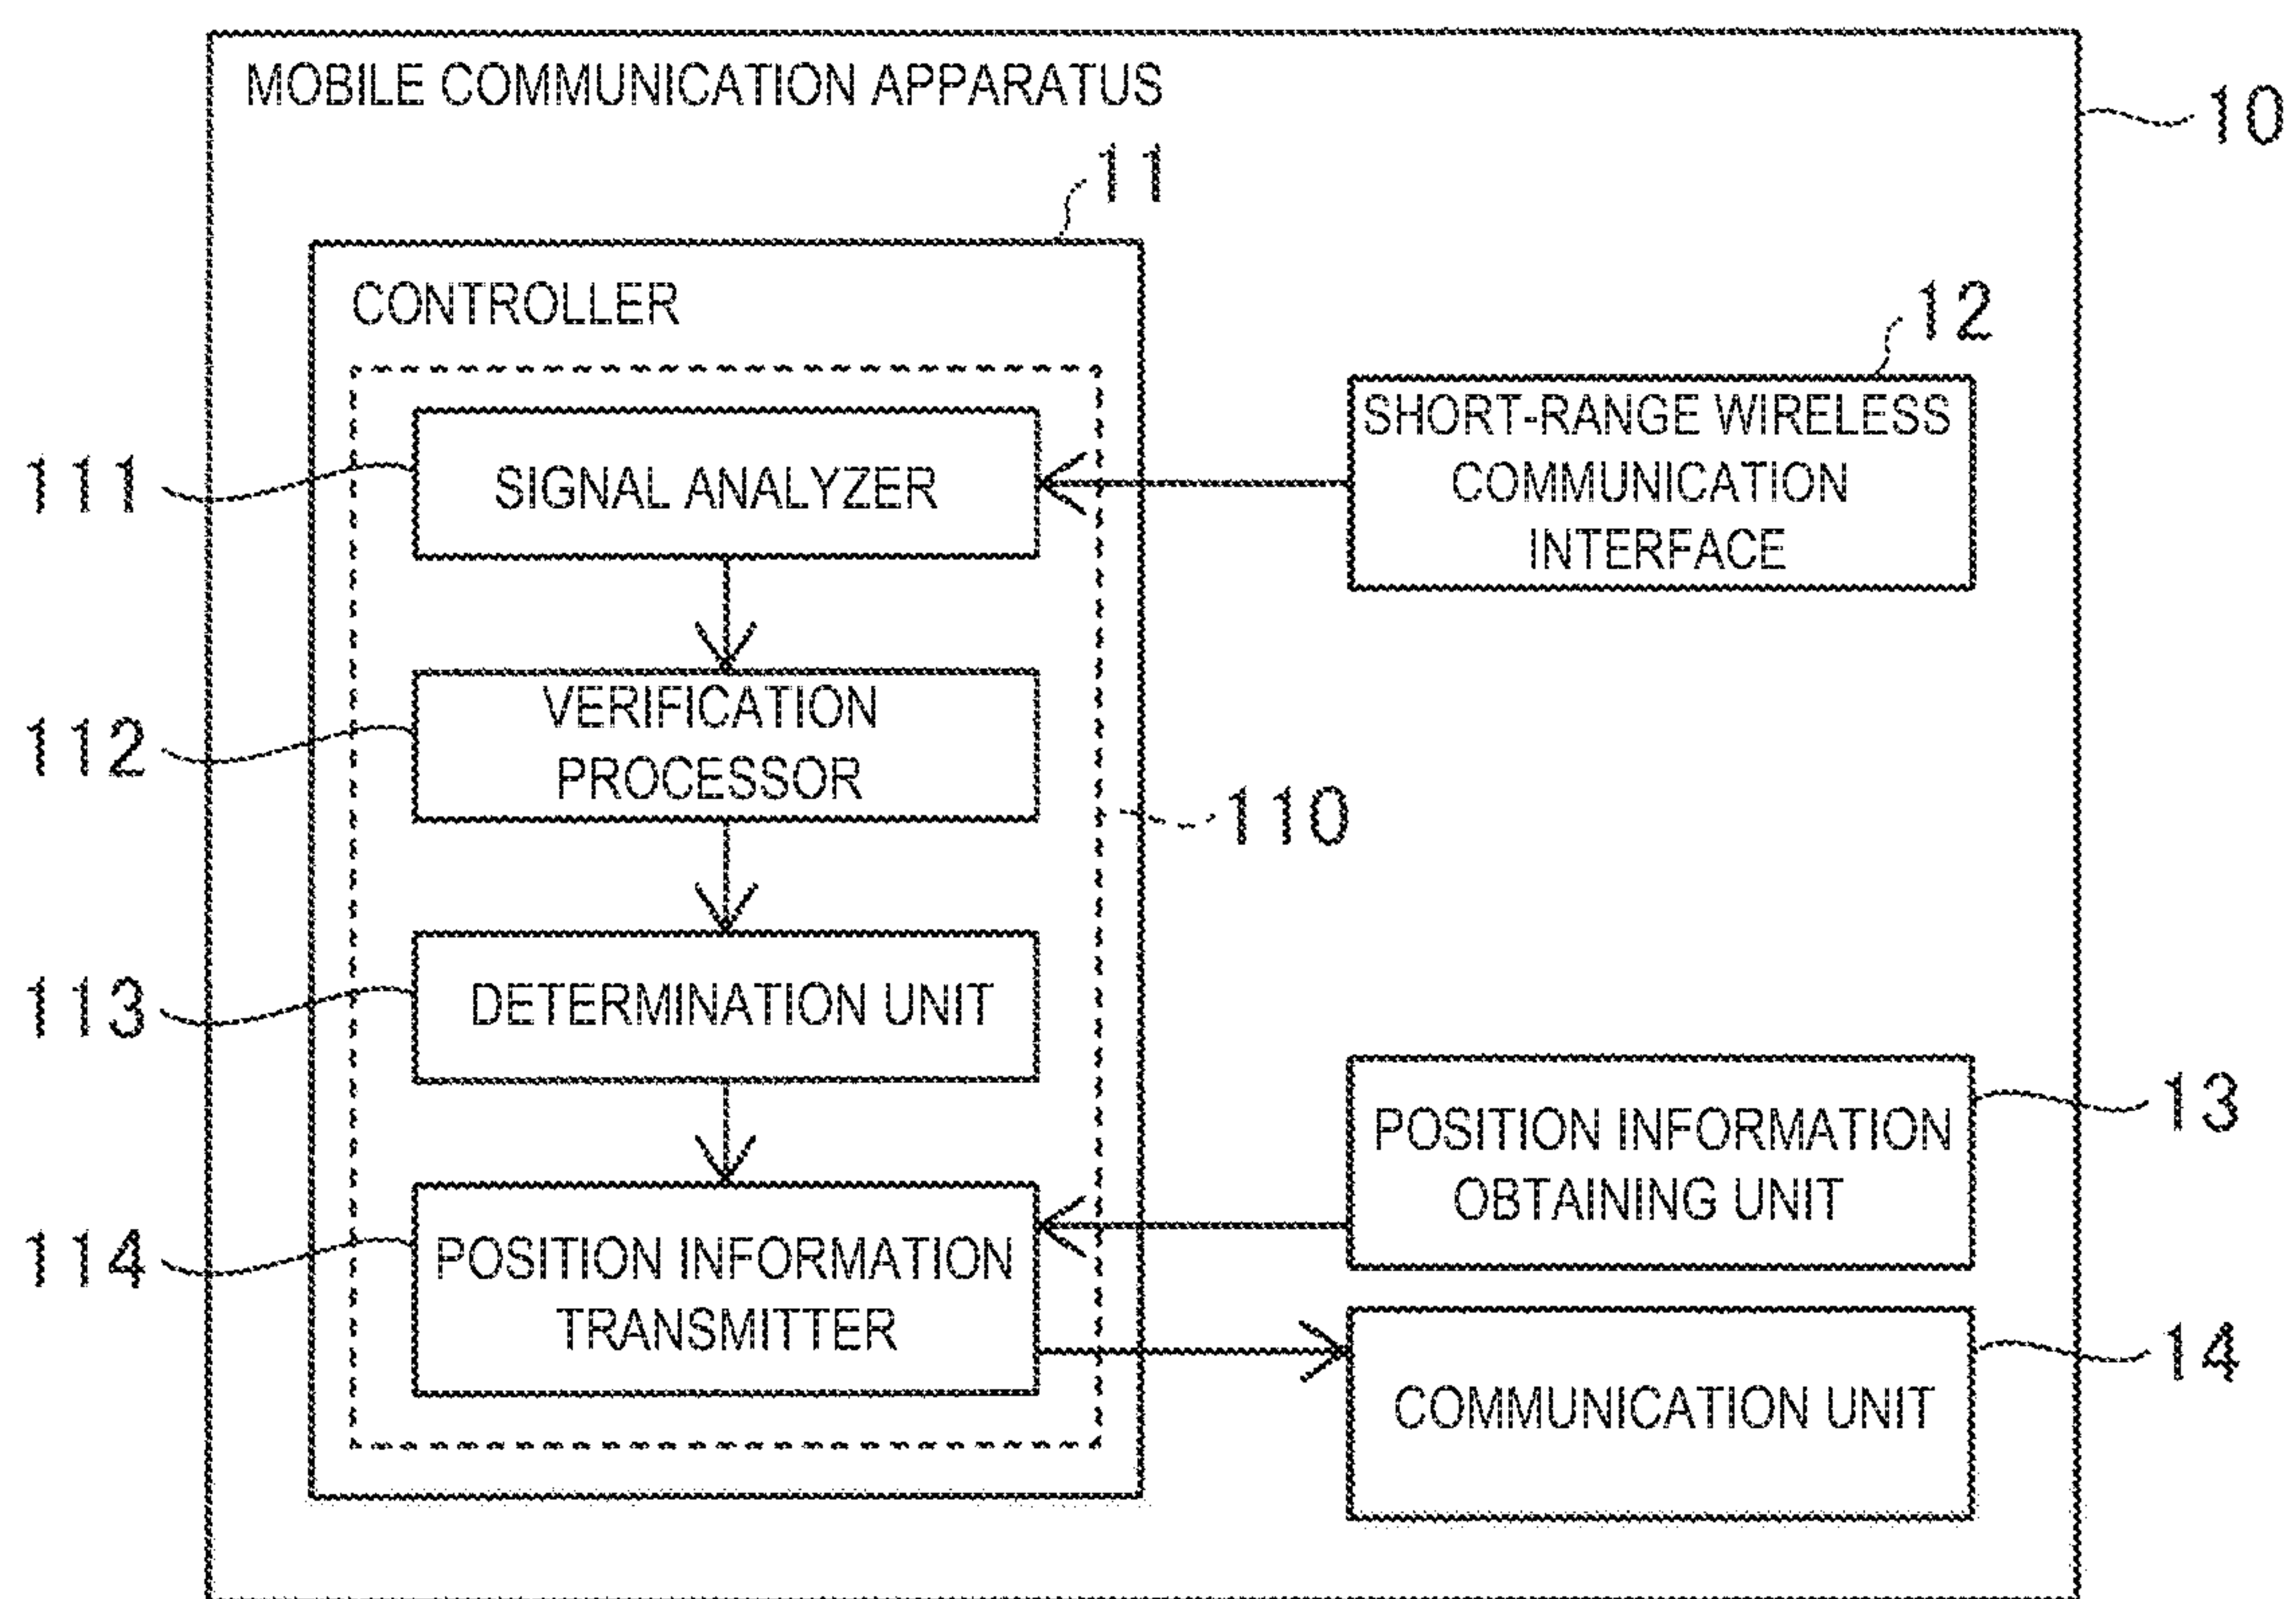 MOBILE COMMUNICATION APPARATUS
10
11
CONTROLLER
12
SHORT-RANGE WIRELESS
COMMUNICATION
INTERFACE
111
SIGNAL ANALYZER
112
VERIFICATION
PROCESSOR
110
113
DETERMINATION UNIT
13
POSITION INFORMATION
OBTAINING UNIT
114
POSITION INFORMATION
TRANSMITTER
14
COMMUNICATION UNIT